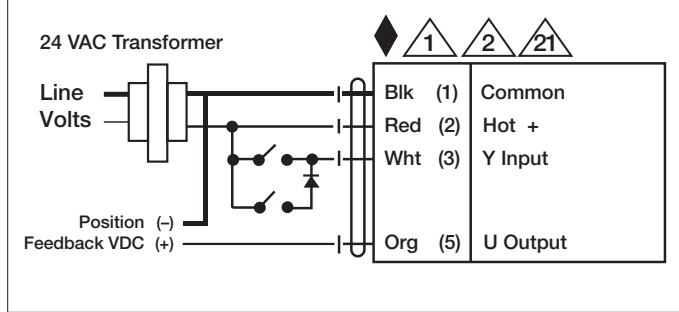 24 VAC Transformer
1 2 21
Line
Volts
Blk (1) Common
Red (2) Hot +
Wht (3) Y Input
Position (–)
Feedback VDC (+)
Org (5) U Output